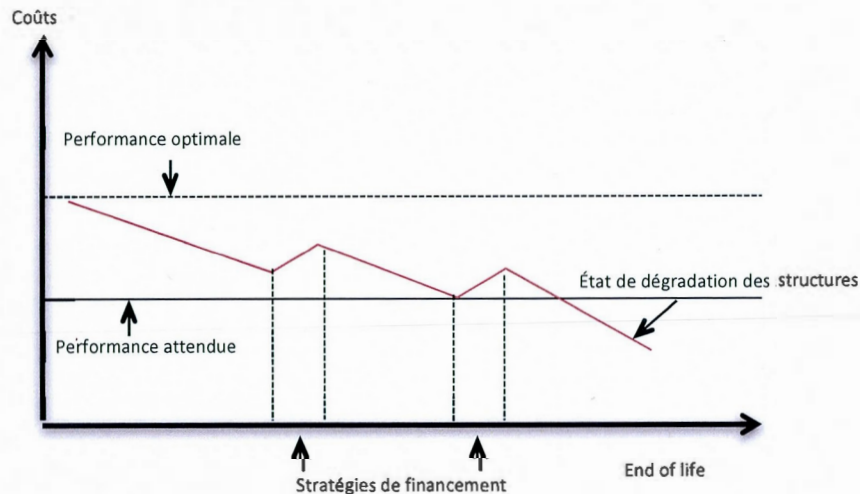 Coûts
Performance optimale
État de dégradation des structures
Performance attendue
End of life
Stratégies de financement